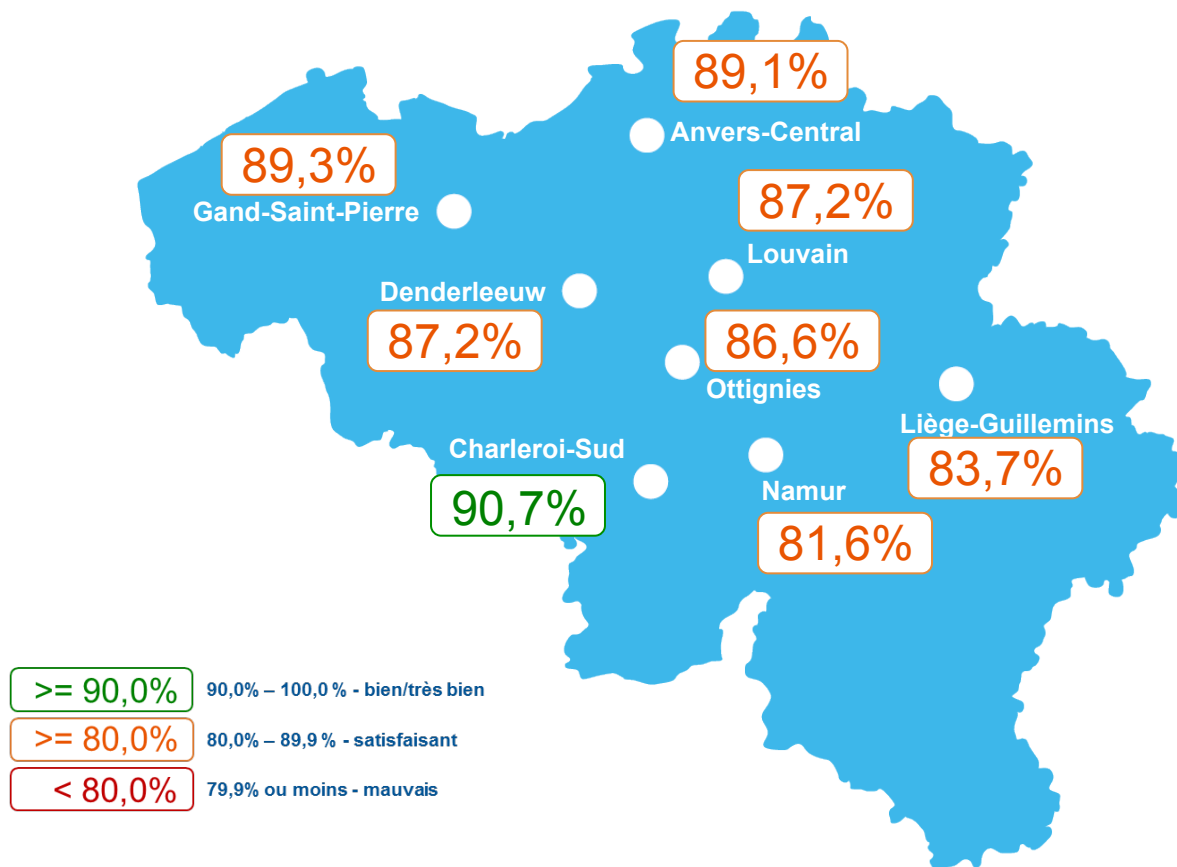 89,1%
Anvers-Central
89,3%
Gand-Saint-Pierre
87,2%
Louvain
Denderleeuw
87,2%
86,6%
Ottignies
Liège-Guillemins
83,7%
Charleroi-Sud
90,7%
Namur
81,6%
>= 90,0% 90,0% – 100,0 % - bien/très bien
>= 80,0% 80,0% – 89,9 % - satisfaisant
< 80,0% 79,9% ou moins - mauvais